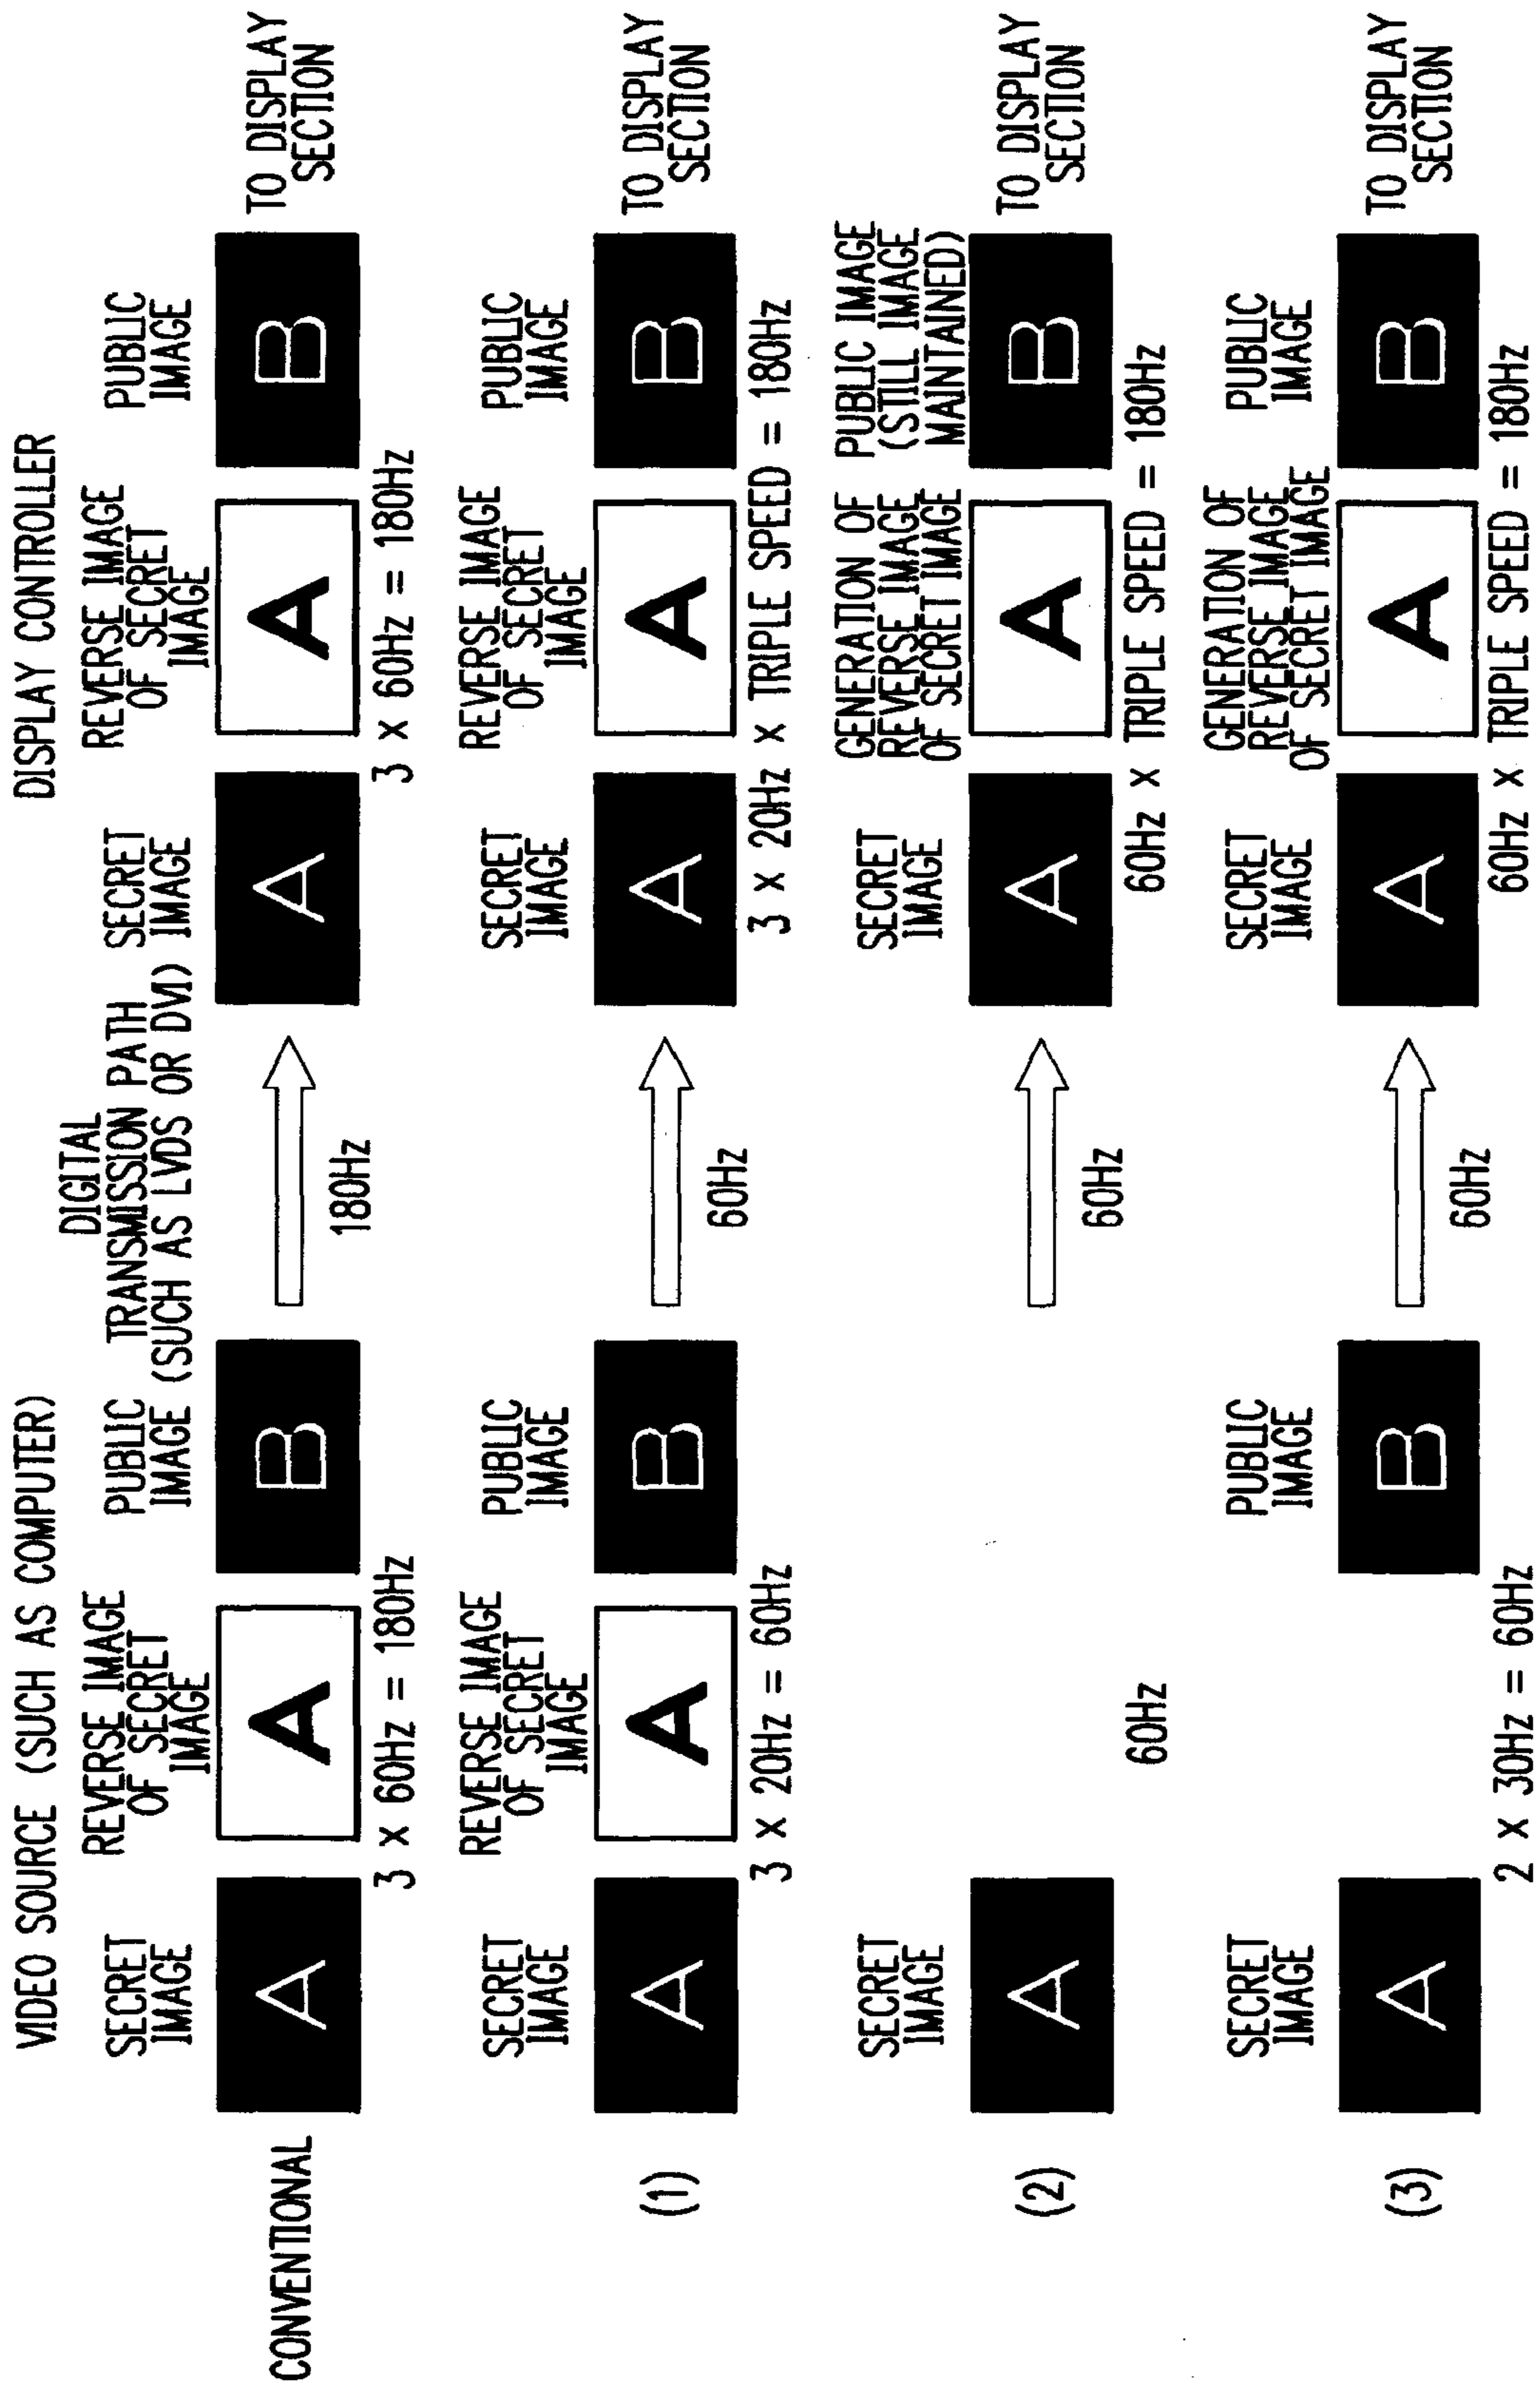 VIDEO SOURCE (SUCH AS COMPUTER)
DISPLAY CONTROLLER
DIGITAL
TRANSMISSION PATH
(SUCH AS LVDS OR DVI)
CONVENTIONAL
SECRET
IMAGE
A
REVERSE IMAGE
OF SECRET
IMAGE
A
PUBLIC
IMAGE
B
3 x 60Hz = 180Hz
180Hz
SECRET
IMAGE
A
REVERSE IMAGE
OF SECRET
IMAGE
A
PUBLIC
IMAGE
B
3 x 60Hz = 180Hz
TO DISPLAY
SECTION
(1)
SECRET
IMAGE
A
REVERSE IMAGE
OF SECRET
IMAGE
A
PUBLIC
IMAGE
B
3 x 20Hz = 60Hz
60Hz
SECRET
IMAGE
A
REVERSE IMAGE
OF SECRET
IMAGE
A
PUBLIC
IMAGE
B
3 x 20Hz x TRIPLE SPEED = 180Hz
TO DISPLAY
SECTION
(2)
SECRET
IMAGE
A
60Hz
60Hz
SECRET
IMAGE
A
GENERATION OF
REVERSE IMAGE
OF SECRET IMAGE
A
PUBLIC IMAGE
(STILL IMAGE
MAINTAINED)
B
60Hz x TRIPLE SPEED = 180Hz
TO DISPLAY
SECTION
(3)
SECRET
IMAGE
A
PUBLIC
IMAGE
B
2 x 30Hz = 60Hz
60Hz
SECRET
IMAGE
A
GENERATION OF
REVERSE IMAGE
OF SECRET IMAGE
A
PUBLIC
IMAGE
B
60Hz x TRIPLE SPEED = 180Hz
TO DISPLAY
SECTION